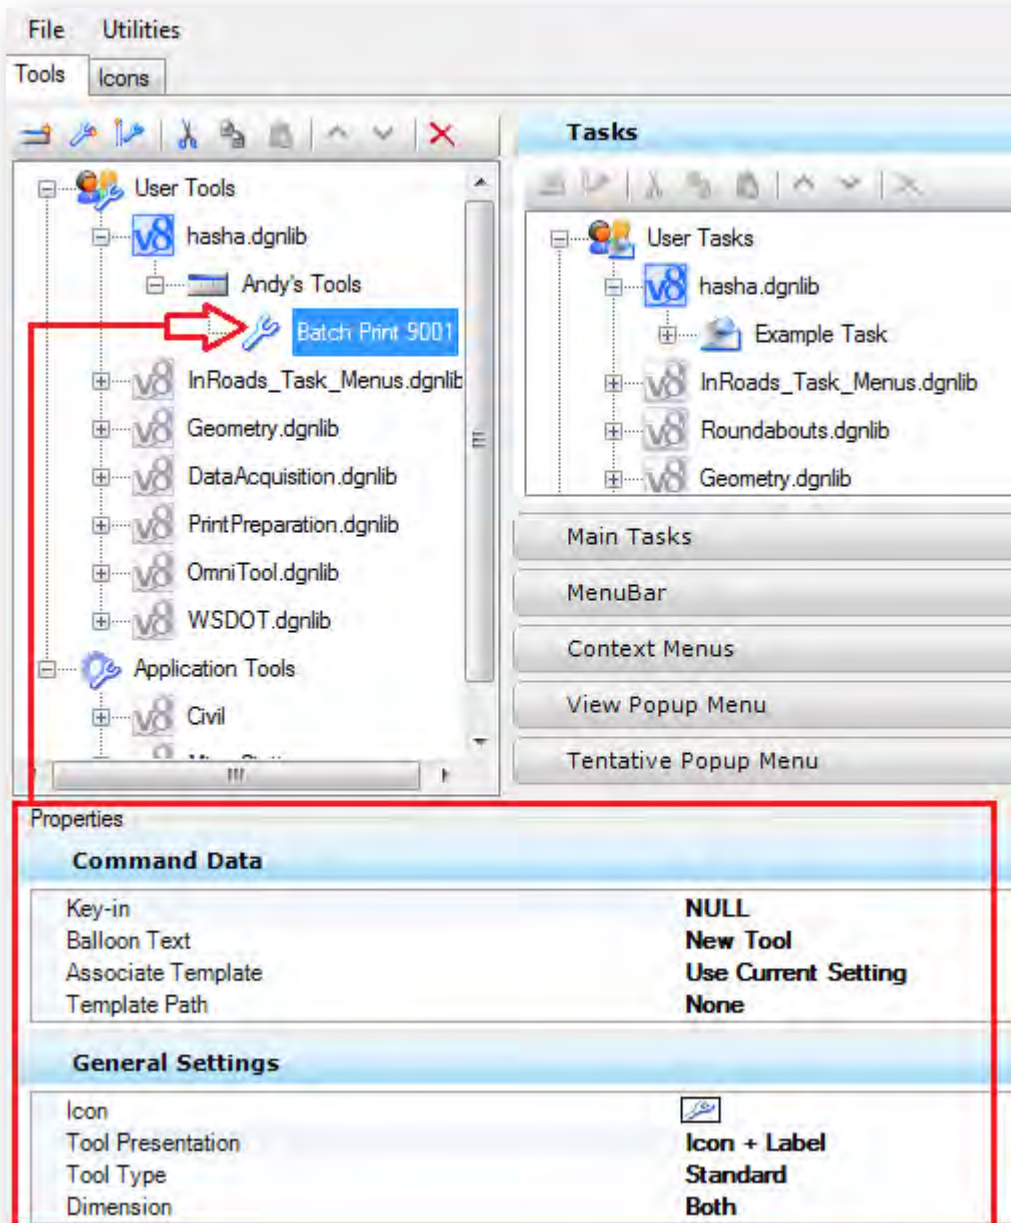 File Utilities
Tools Icons
Tasks
User Tools
hasha.dgnlib
Andy's Tools
Batch Print 9001
InRoads_Task_Menus.dgnlib
Geometry.dgnlib
DataAcquisition.dgnlib
PrintPreparation.dgnlib
OmniTool.dgnlib
WSDOT.dgnlib
Application Tools
Civil
User Tasks
hasha.dgnlib
Example Task
InRoads_Task_Menus.dgnlib
Roundabouts.dgnlib
Geometry.dgnlib
Main Tasks
MenuBar
Context Menus
View Popup Menu
Tentative Popup Menu
Properties
Command Data
Key-in NULL
Balloon Text New Tool
Associate Template Use Current Setting
Template Path None
General Settings
Icon
Tool Presentation Icon + Label
Tool Type Standard
Dimension Both